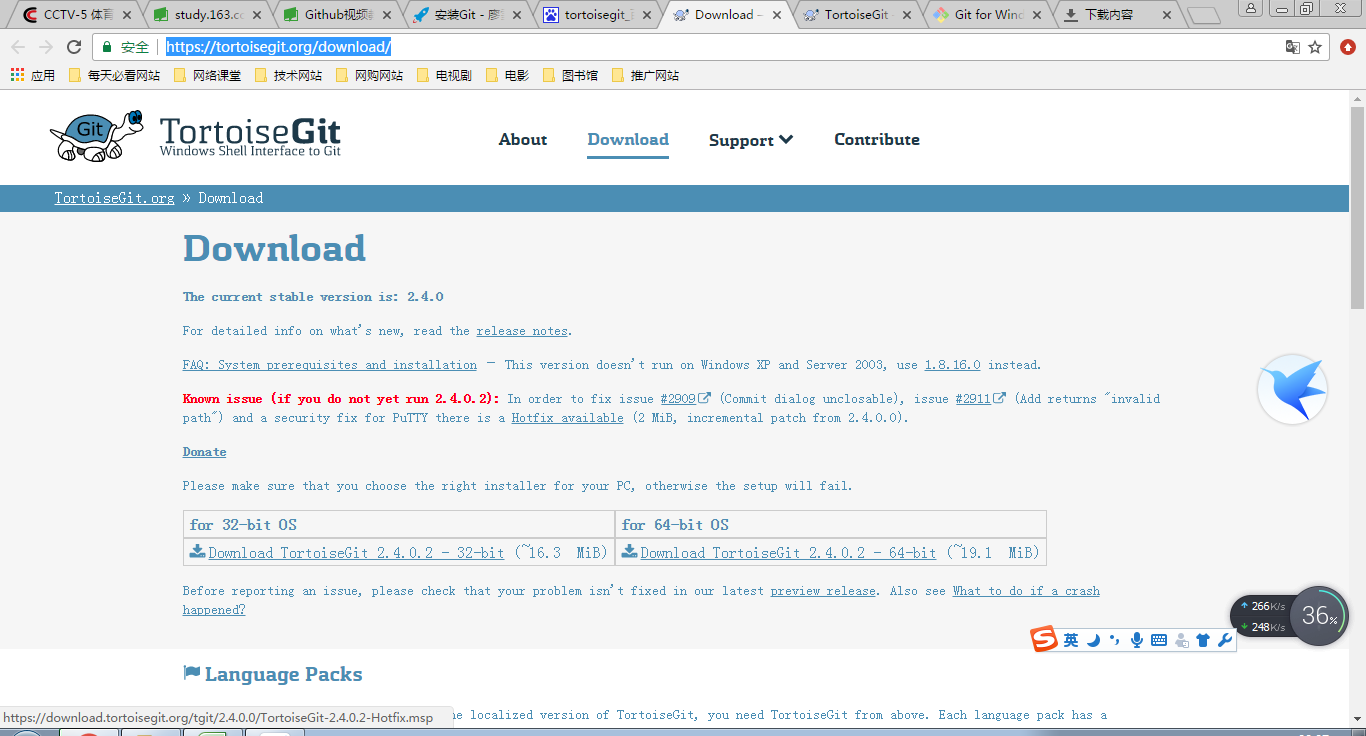 CCTV-5 体育
study.163.co
Github视频
安装Git - 廖
tortoisegit_
Download –
TortoiseGit
Git for Wind
下载内容
安全
https://tortoisegit.org/download/
应用
每天必看网站
网络课堂
技术网站
网购网站
电视剧
电影
图书馆
推广网站
Git
TortoiseGit
Windows Shell Interface to Git
About
Download
Support
Contribute
TortoiseGit.org » Download
Download
The current stable version is: 2.4.0
For detailed info on what's new, read the release notes.
FAQ: System prerequisites and installation – This version doesn't run on Windows XP and Server 2003, use 1.8.16.0 instead.
Known issue (if you do not yet run 2.4.0.2): In order to fix issue #2909 (Commit dialog unclosable), issue #2911 (Add returns "invalid
path") and a security fix for PuTTY there is a Hotfix available (2 MiB, incremental patch from 2.4.0.0).
Donate
Please make sure that you choose the right installer for your PC, otherwise the setup will fail.
for 32-bit OS
for 64-bit OS
Download TortoiseGit 2.4.0.2 - 32-bit (~16.3 MiB)
Download TortoiseGit 2.4.0.2 - 64-bit (~19.1 MiB)
Before reporting an issue, please check that your problem isn't fixed in our latest preview release. Also see What to do if a crash
happened?
266K/s
248K/s
36%
S
英
Language Packs
https://download.tortoisegit.org/tgit/2.4.0.0/TortoiseGit-2.4.0.2-Hotfix.msp
localized version of TortoiseGit, you need TortoiseGit from above. Each language pack has a